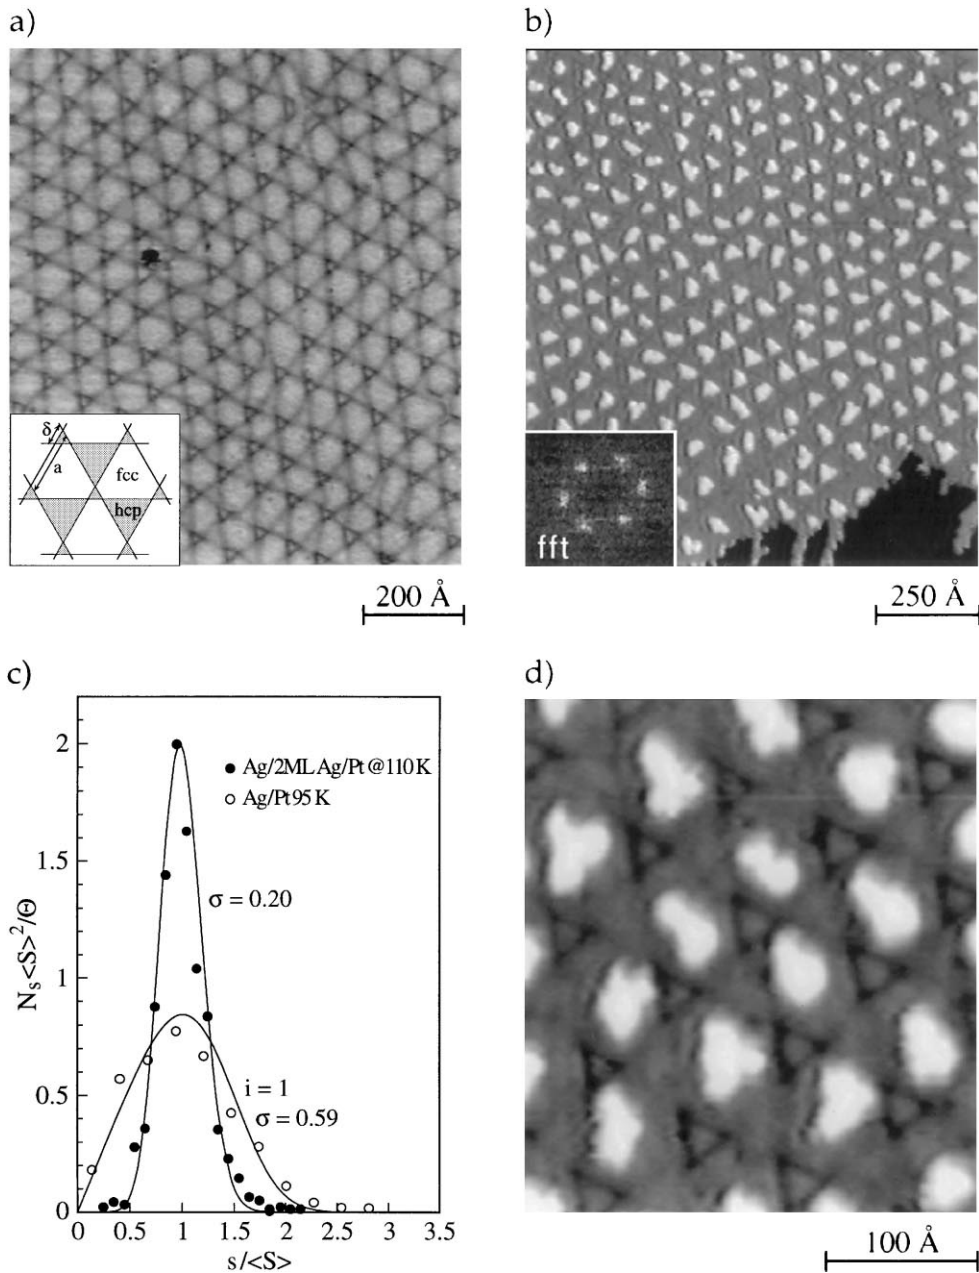 a)
b)
δ
a
fcc
hcp
fft
200 Å
250 Å
c)
d)
2
1.5
1
0.5
0
N_s<S>²/Θ
Ag/2ML Ag/Pt @110K
Ag/Pt 95 K
σ = 0.20
i = 1
σ = 0.59
0 0.5 1 1.5 2 2.5 3 3.5
s/<S>
100 Å